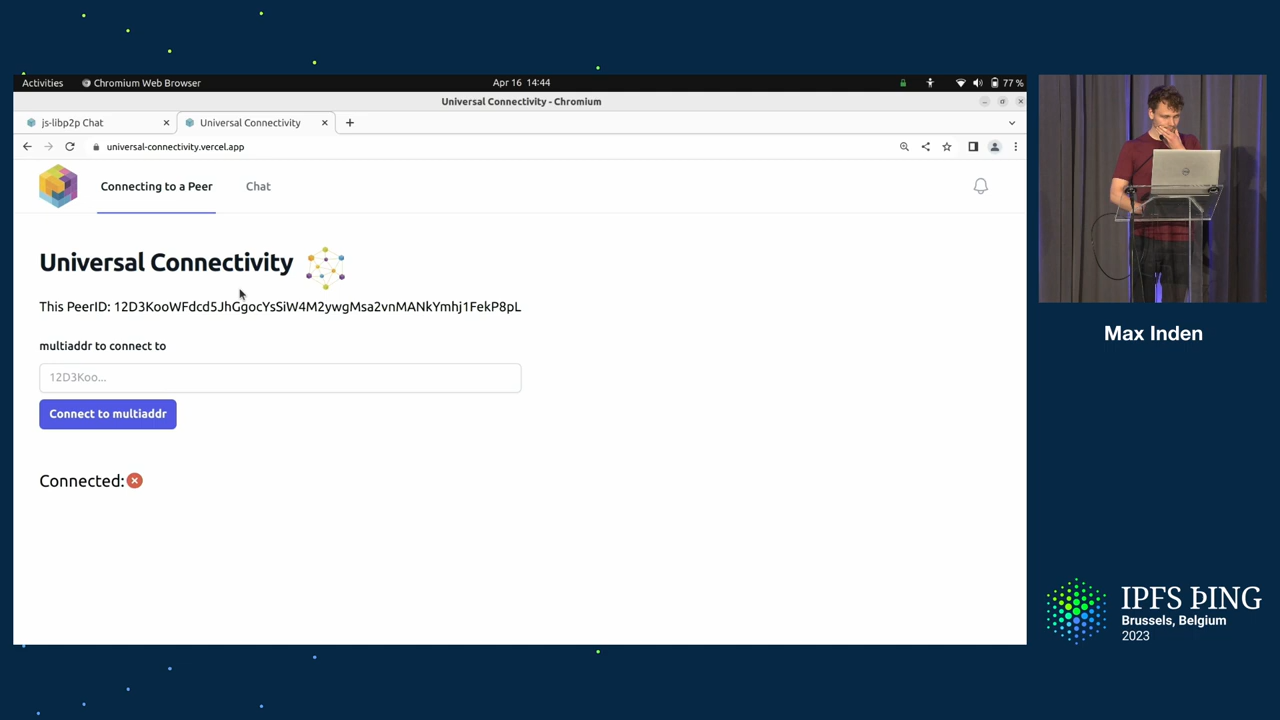 Activities Chromium Web Browser Apr 16 14:44 77 %
Universal Connectivity - Chromium
js-libp2p Chat Universal Connectivity
universal-connectivity.vercel.app
Connecting to a Peer Chat
Universal Connectivity
This PeerID: 12D3KooWFdcd5JhGgocYsSiW4M2ywgMsa2vnMANkYmhj1FekP8pL
multiaddr to connect to
12D3Koo...
Connect to multiaddr
Connected:
Max Inden
IPFS ÞING
Brussels, Belgium
2023